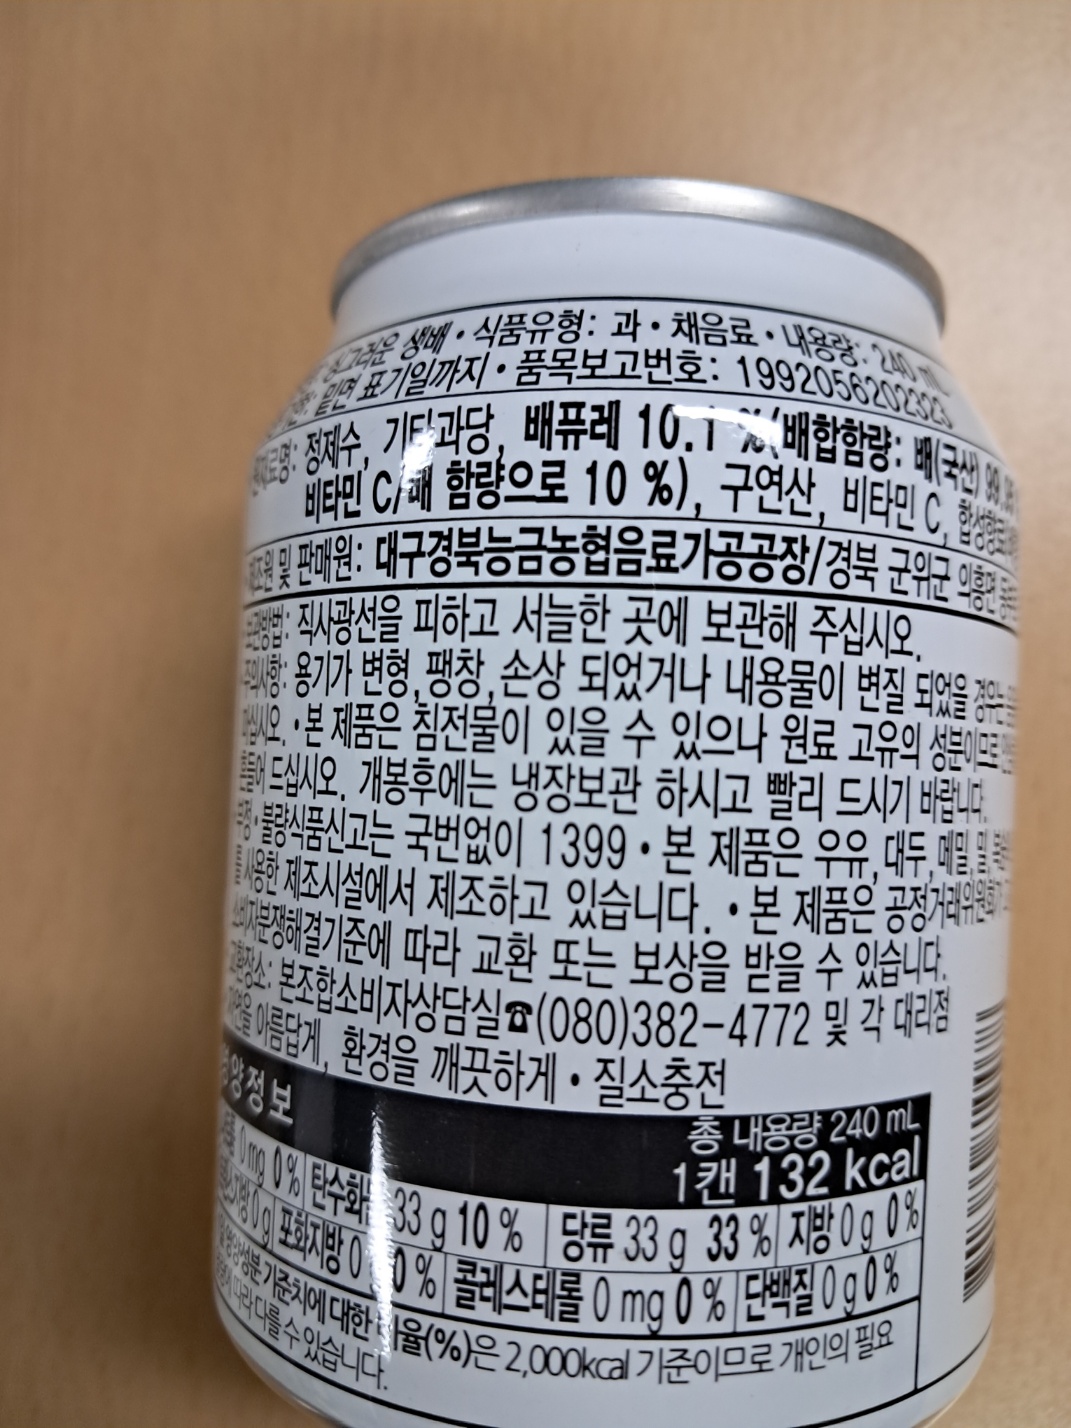 싱그러운 생배 • 식품유형: 과 • 채음료 • 내용량: 240 mL
밑면 표기일까지 • 품목보고번호: 1992056202323
원재료명: 정제수, 기타과당, 배퓨레 10.1 %(배합함량: 배(국산) 99.
비타민 C/배 함량으로 10 %), 구연산, 비타민 C, 합성향료
제조원 및 판매원: 대구경북능금농협음료가공공장/경북 군위군 의흥면
보관방법: 직사광선을 피하고 서늘한 곳에 보관해 주십시오.
주의사항: 용기가 변형, 팽창, 손상 되었거나 내용물이 변질 되었을 경우는
마십시오. • 본 제품은 침전물이 있을 수 있으나 원료 고유의 성분이므로
흔들어 드십시오. 개봉후에는 냉장보관 하시고 빨리 드시기 바랍니다.
부정 • 불량식품신고는 국번없이 1399 • 본 제품은 우유, 대두, 메밀, 밀,
를 사용한 제조시설에서 제조하고 있습니다. • 본 제품은 공정거래위원회
소비자분쟁해결기준에 따라 교환 또는 보상을 받을 수 있습니다.
교환장소: 본조합소비자상담실☎(080)382-4772 및 각 대리점
자연을 아름답게, 환경을 깨끗하게 • 질소충전
영양정보
총 내용량 240 mL
1캔 132 kcal
0 mg 0 % 탄수화물 33 g 10 % 당류 33 g 33 % 지방 0 g 0 %
트랜스지방 0 g 포화지방 0 g 0 % 콜레스테롤 0 mg 0 % 단백질 0 g 0 %
1일 영양성분 기준치에 대한 비율(%)은 2,000kcal 기준이므로 개인의 필요
따라 다를 수 있습니다.